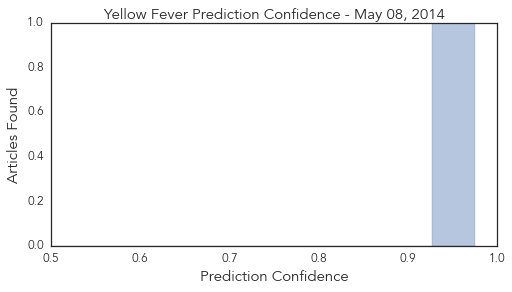 Yellow Fever Prediction Confidence - May 08, 2014
1.0
0.8
0.6
0.4
0.2
0.0
Articles Found
0.5 0.6 0.7 0.8 0.9 1.0
Prediction Confidence